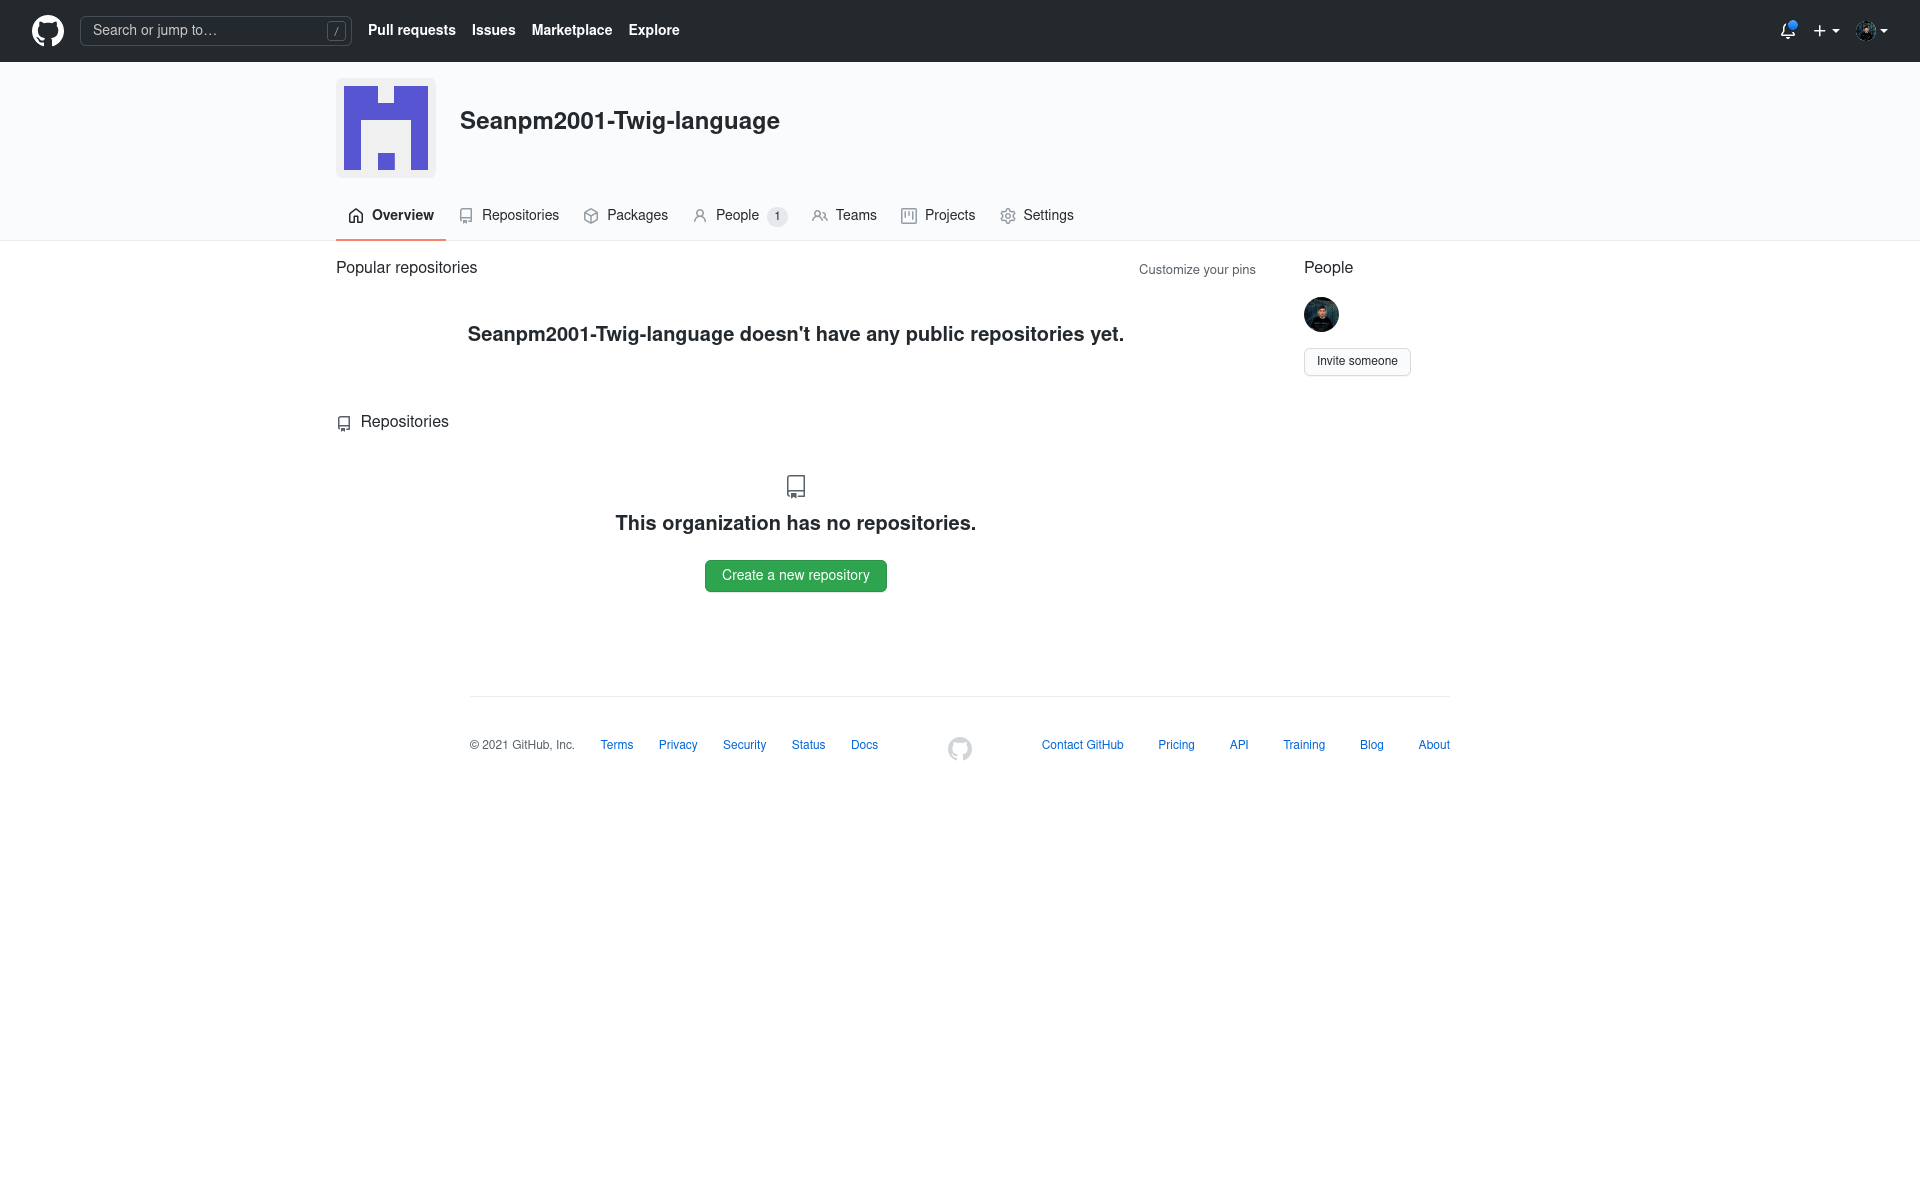 Search or jump to… / Pull requests Issues Marketplace Explore
Seanpm2001-Twig-language
Overview Repositories Packages People 1 Teams Projects Settings
Popular repositories Customize your pins
People
Seanpm2001-Twig-language doesn't have any public repositories yet.
Invite someone
Repositories
This organization has no repositories.
Create a new repository
© 2021 GitHub, Inc. Terms Privacy Security Status Docs Contact GitHub Pricing API Training Blog About